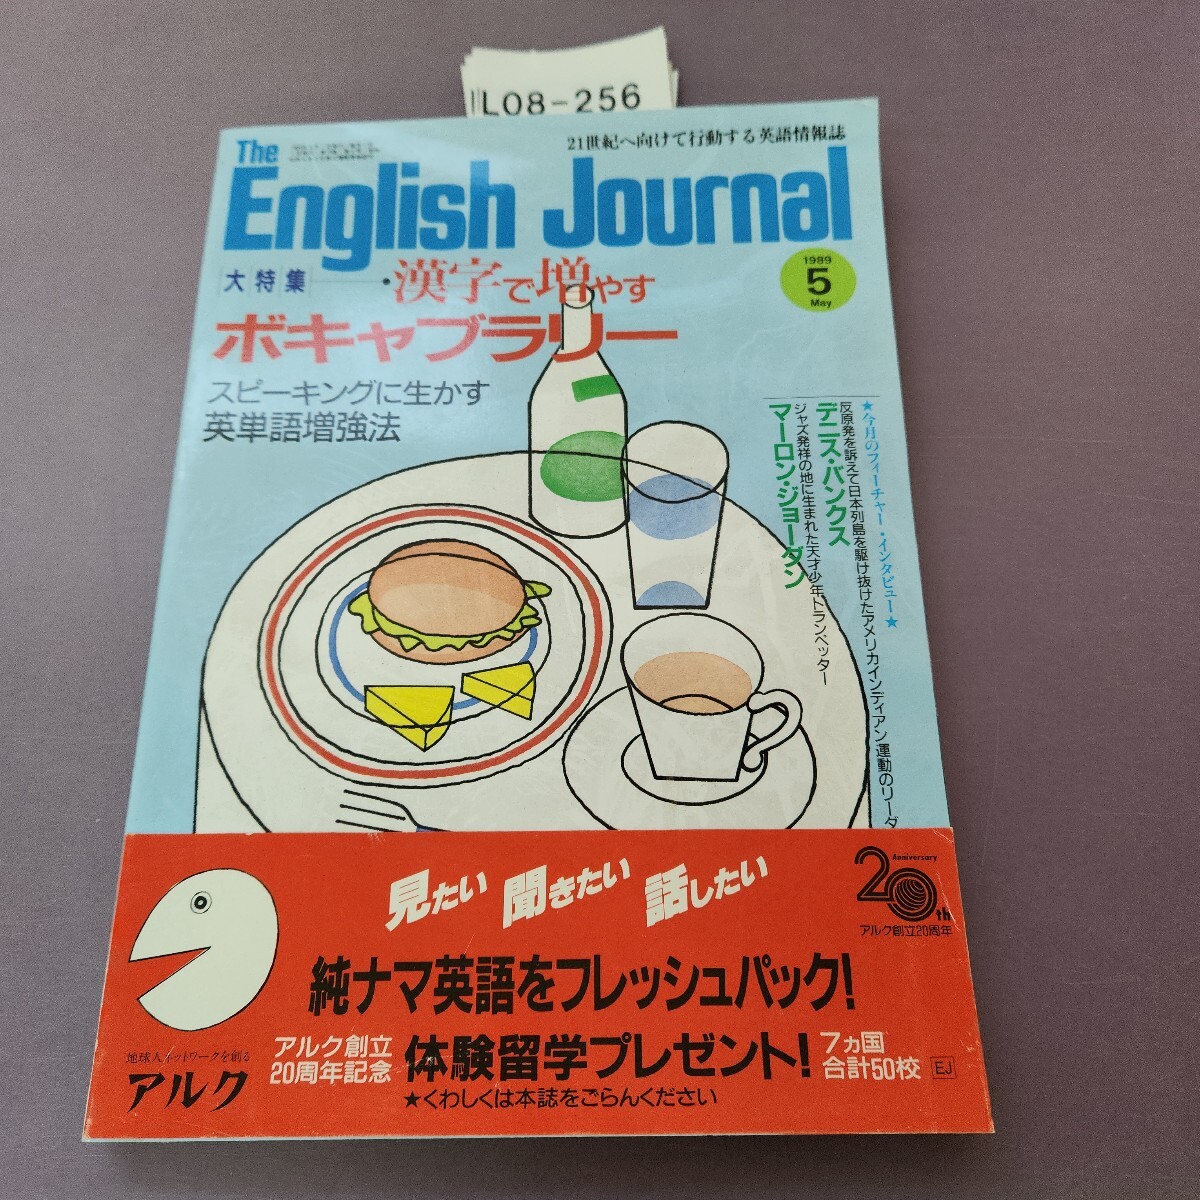 L08-256
21世紀へ向けて行動する英語情報誌
The
English Journal
1989
5
May
大特集
・漢字で増やす
ボキャブラリー
スピーキングに生かす
英単語増強法
★今月のフィーチャー・インタビュー★
反原発を訴えて日本列島を駆け抜けたアメリカインディアン運動のリーダ
デニス・バンクス
ジャズ発祥の地に生まれた天才少年トランペッター
マーロン・ジョーダン
見たい 聞きたい 話したい
20th
Anniversary
アルク創立20周年
純ナマ英語をフレッシュパック!
アルク創立
20周年記念
体験留学プレゼント!
7ヵ国
合計50校
EJ
★くわしくは本誌をごらんください
地球人ネットワークを創る
アルク